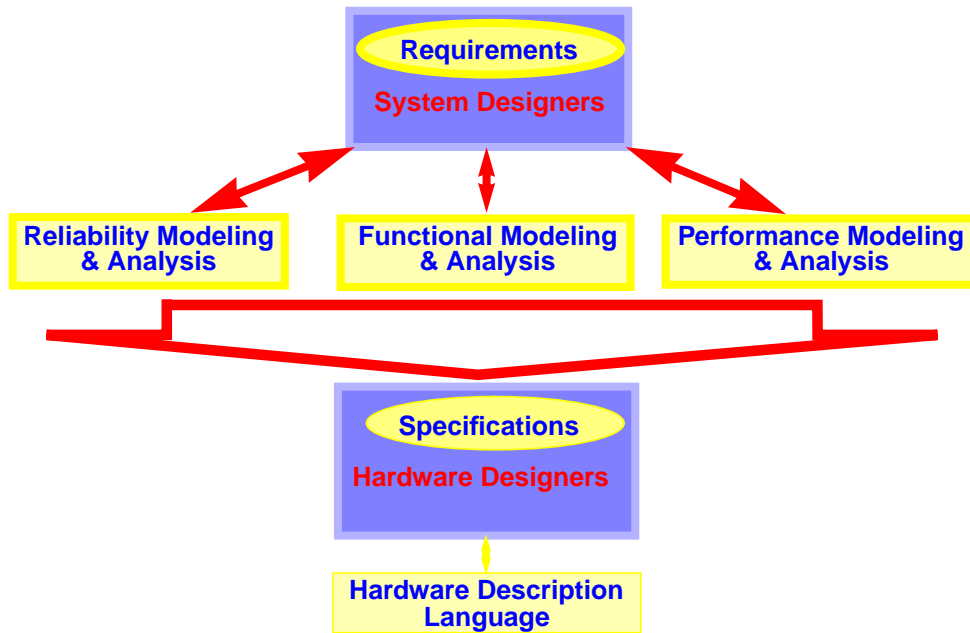 Requirements
System Designers
Reliability Modeling
& Analysis
Functional Modeling
& Analysis
Performance Modeling
& Analysis
Specifications
Hardware Designers
Hardware Description
Language